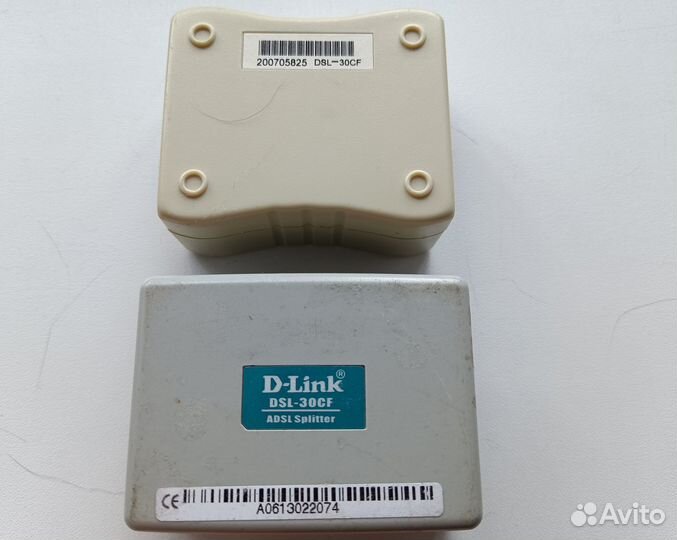 200705825 DSL-30CF
D-Link®
DSL-30CF
ADSL Splitter
CE
A0613022074
Avito